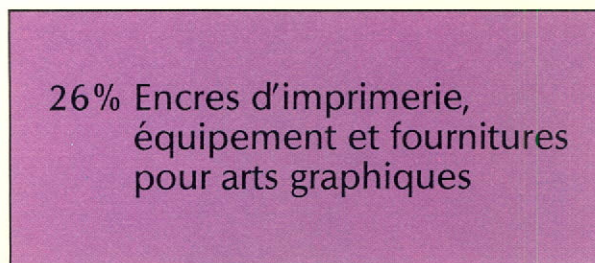 26% Encres d'imprimerie,
équipement et fournitures
pour arts graphiques